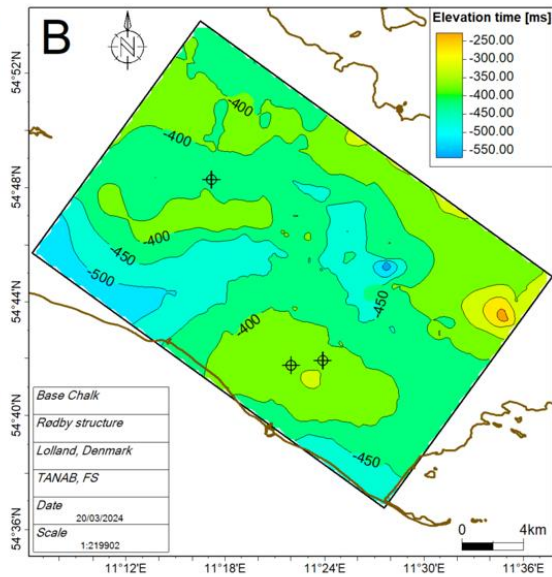 B
N
Elevation time [ms]
-250.00
-300.00
-350.00
-400.00
-450.00
-500.00
-550.00
54°52'N
54°48'N
54°44'N
54°40'N
54°36'N
-400
-400
-400
-450
-500
-450
-400
-450
Base Chalk
Rødby structure
Lolland, Denmark
TANAB, FS
Date
20/03/2024
Scale
1:219902
0 4km
11°12'E 11°18'E 11°24'E 11°30'E 11°36'E